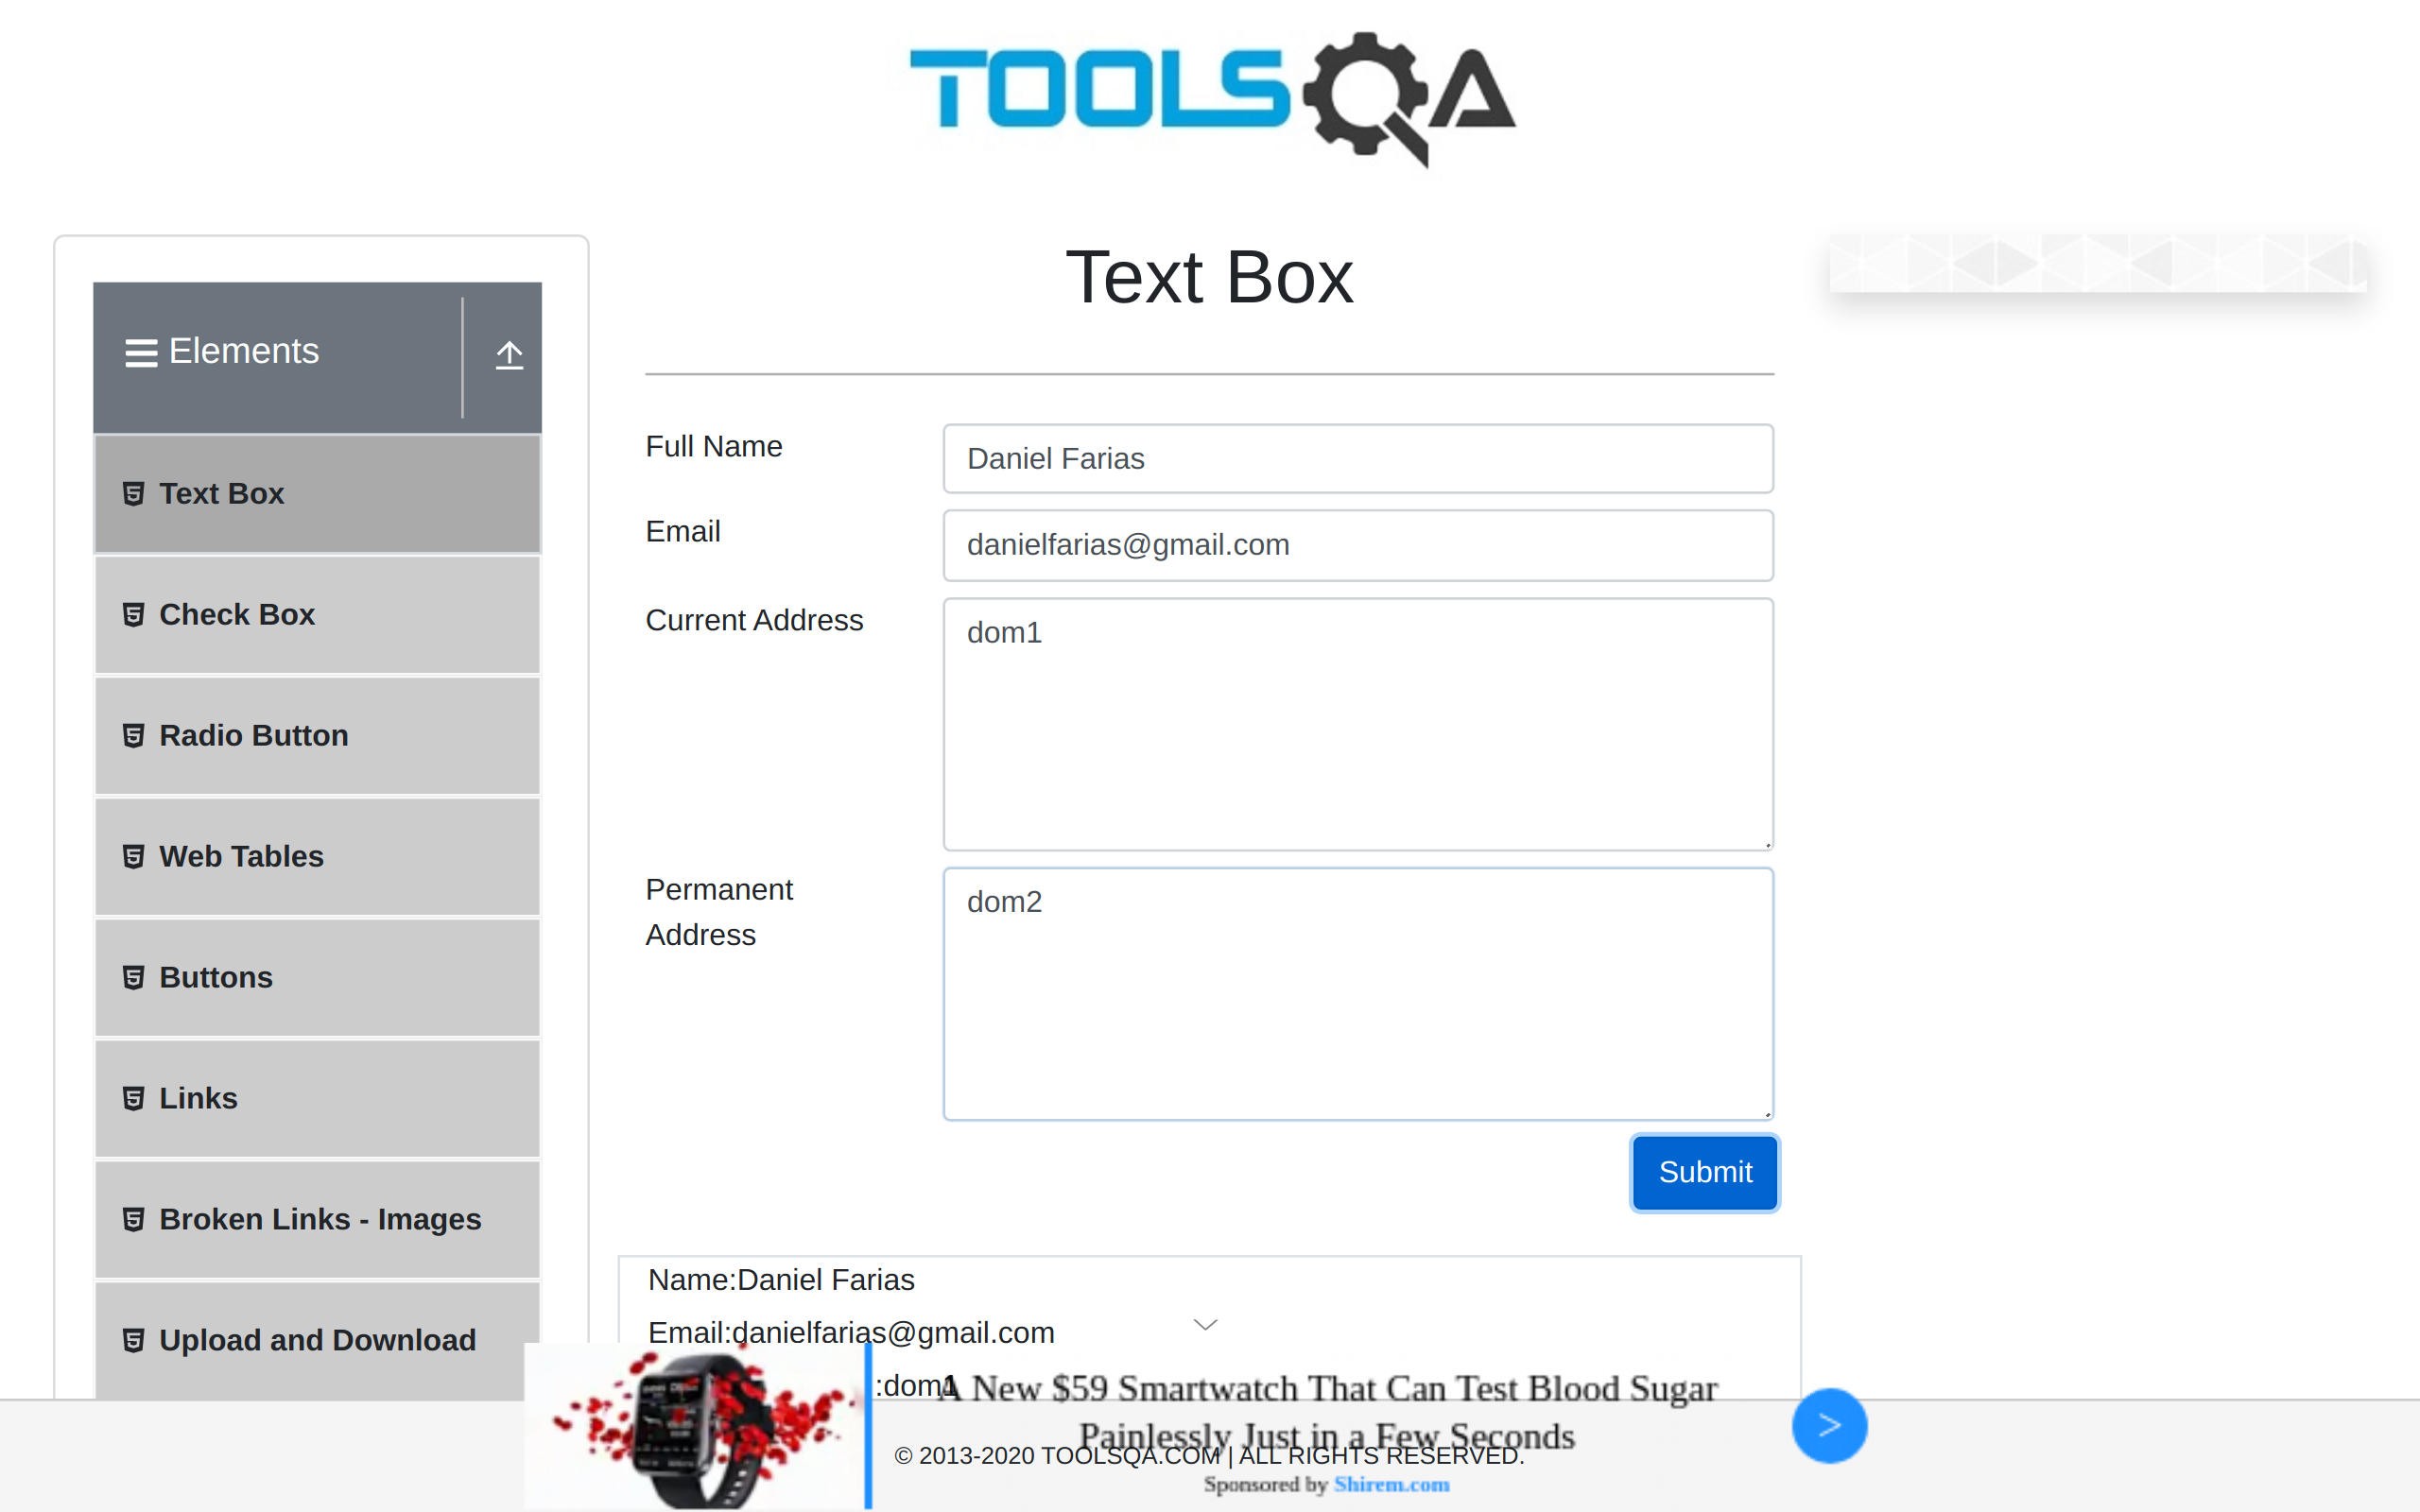 TOOLSQA
Text Box
Elements
Text Box
Check Box
Radio Button
Web Tables
Buttons
Links
Broken Links - Images
Upload and Download
Full Name
Daniel Farias
Email
danielfarias@gmail.com
Current Address
dom1
Permanent
Address
dom2
Submit
Name:Daniel Farias
Email:danielfarias@gmail.com
:dom1
A New $59 Smartwatch That Can Test Blood Sugar
Painlessly Just in a Few Seconds
© 2013-2020 TOOLSQA.COM | ALL RIGHTS RESERVED.
Sponsored by Shirem.com
>